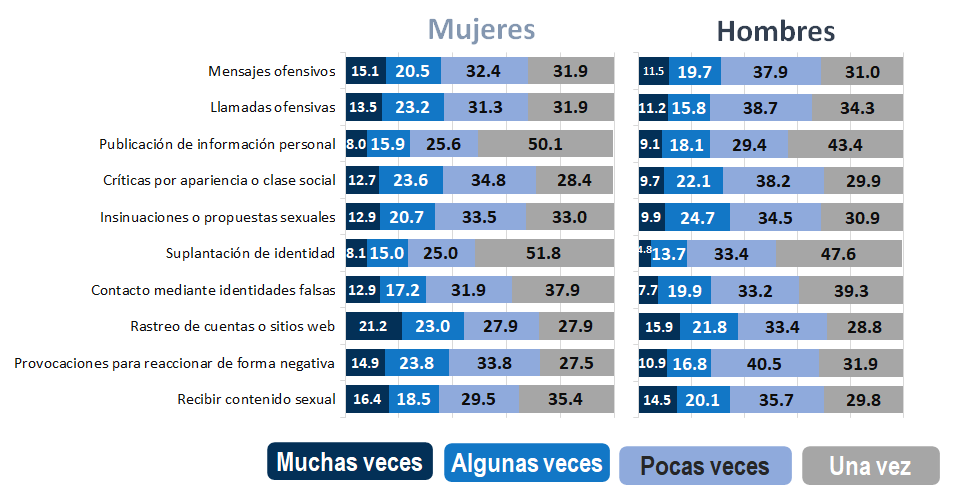 Mujeres Hombres
Mensajes ofensivos 15.1 20.5 32.4 31.9 11.5 19.7 37.9 31.0
Llamadas ofensivas 13.5 23.2 31.3 31.9 11.2 15.8 38.7 34.3
Publicación de información personal 8.0 15.9 25.6 50.1 9.1 18.1 29.4 43.4
Críticas por apariencia o clase social 12.7 23.6 34.8 28.4 9.7 22.1 38.2 29.9
Insinuaciones o propuestas sexuales 12.9 20.7 33.5 33.0 9.9 24.7 34.5 30.9
Suplantación de identidad 8.1 15.0 25.0 51.8 4.8 13.7 33.4 47.6
Contacto mediante identidades falsas 12.9 17.2 31.9 37.9 7.7 19.9 33.2 39.3
Rastreo de cuentas o sitios web 21.2 23.0 27.9 27.9 15.9 21.8 33.4 28.8
Provocaciones para reaccionar de forma negativa 14.9 23.8 33.8 27.5 10.9 16.8 40.5 31.9
Recibir contenido sexual 16.4 18.5 29.5 35.4 14.5 20.1 35.7 29.8
Muchas veces Algunas veces Pocas veces Una vez